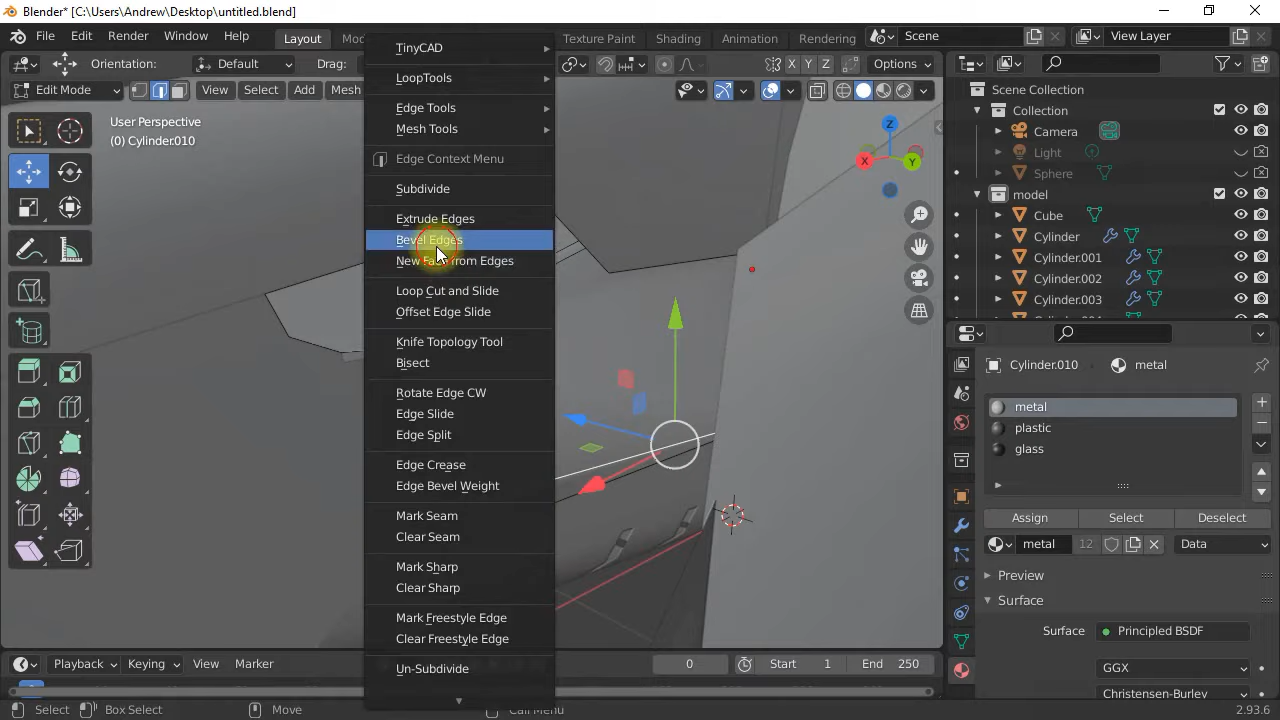 Blender* [C:\Users\Andrew\Desktop\untitled.blend]
File Edit Render Window Help Layout Texture Paint Shading Animation Rendering Scene View Layer
Orientation: Default Drag: X Y Z Options
Edit Mode View Select Add Mesh
User Perspective
(0) Cylinder.010
TinyCAD
LoopTools
Edge Tools
Mesh Tools
Edge Context Menu
Subdivide
Extrude Edges
Bevel Edges
New Face from Edges
Loop Cut and Slide
Offset Edge Slide
Knife Topology Tool
Bisect
Rotate Edge CW
Edge Slide
Edge Split
Edge Crease
Edge Bevel Weight
Mark Seam
Clear Seam
Mark Sharp
Clear Sharp
Mark Freestyle Edge
Clear Freestyle Edge
Un-Subdivide
Z
X
Y
Scene Collection
Collection
Camera
Light
Sphere
model
Cube
Cylinder
Cylinder.001
Cylinder.002
Cylinder.003
Cylinder.010 metal
metal
plastic
glass
Assign Select Deselect
metal 12 Data
Preview
Surface
Surface Principled BSDF
GGX
Christensen-Burley
Playback Keying View Marker 0 Start 1 End 250
Select Box Select Move Call Menu 2.93.6